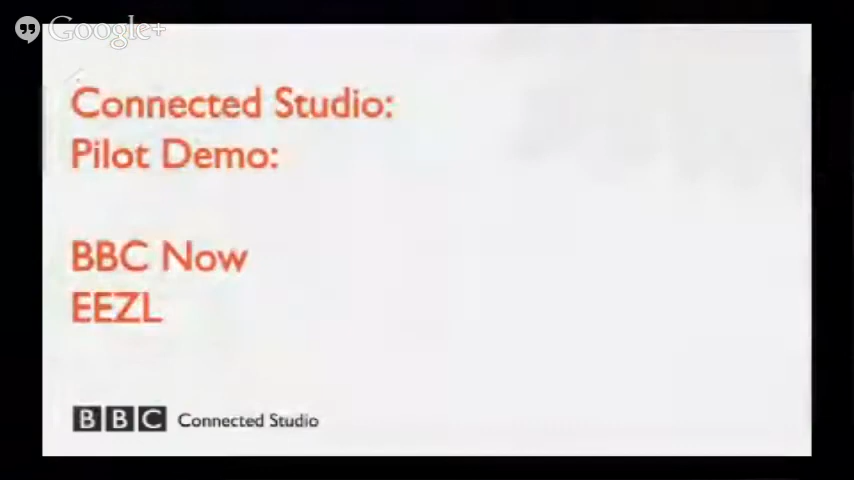 Google+
Connected Studio:
Pilot Demo:
BBC Now
EEZL
BBC Connected Studio